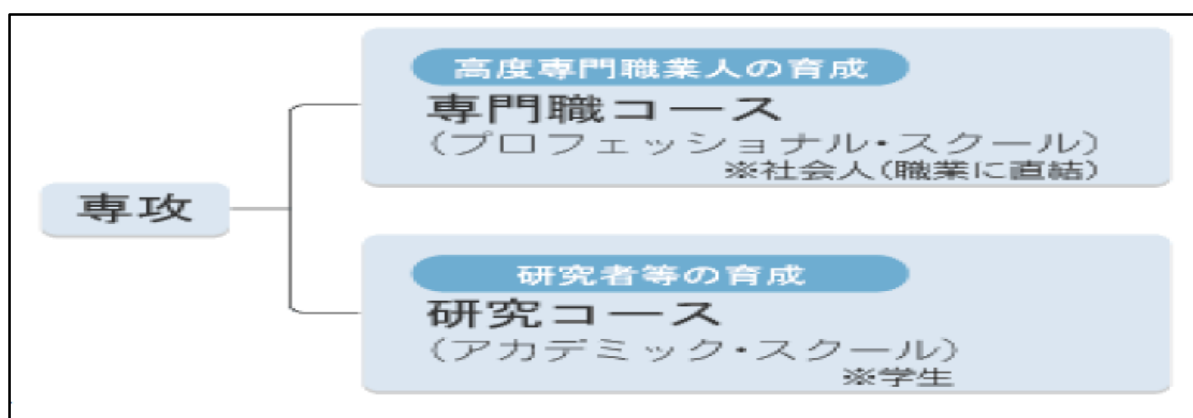 専攻
高度専門職業人の育成
専門職コース
(プロフェッショナル・スクール)
※社会人(職業に直結)
研究者等の育成
研究コース
(アカデミック・スクール)
※学生